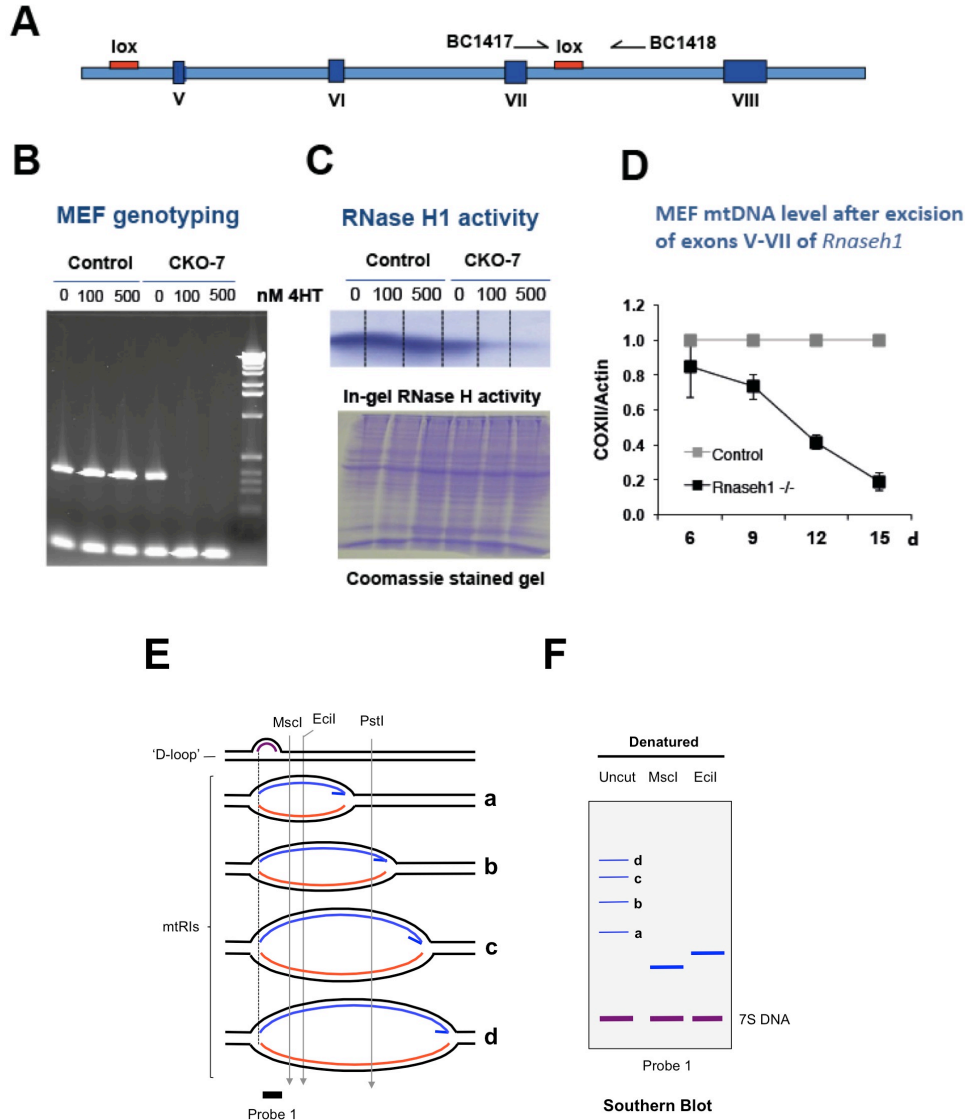 A
lox
BC1417
lox
BC1418
V
VI
VII
VIII
B
MEF genotyping
Control CKO-7
0 100 500 0 100 500 nM 4HT
C
RNase H1 activity
Control CKO-7
0 100 500 0 100 500
In-gel RNase H activity
Coomassie stained gel
D
MEF mtDNA level after excision
of exons V-VII of Rnaseh1
COXII/Actin
1.2
1.0
0.8
0.6
0.4
0.2
0.0
Control
Rnaseh1 -/-
6 9 12 15 d
E
MscI EciI PstI
'D-loop'
a
b
mtRIs
c
d
Probe 1
F
Denatured
Uncut MscI EciI
d
c
b
a
7S DNA
Probe 1
Southern Blot